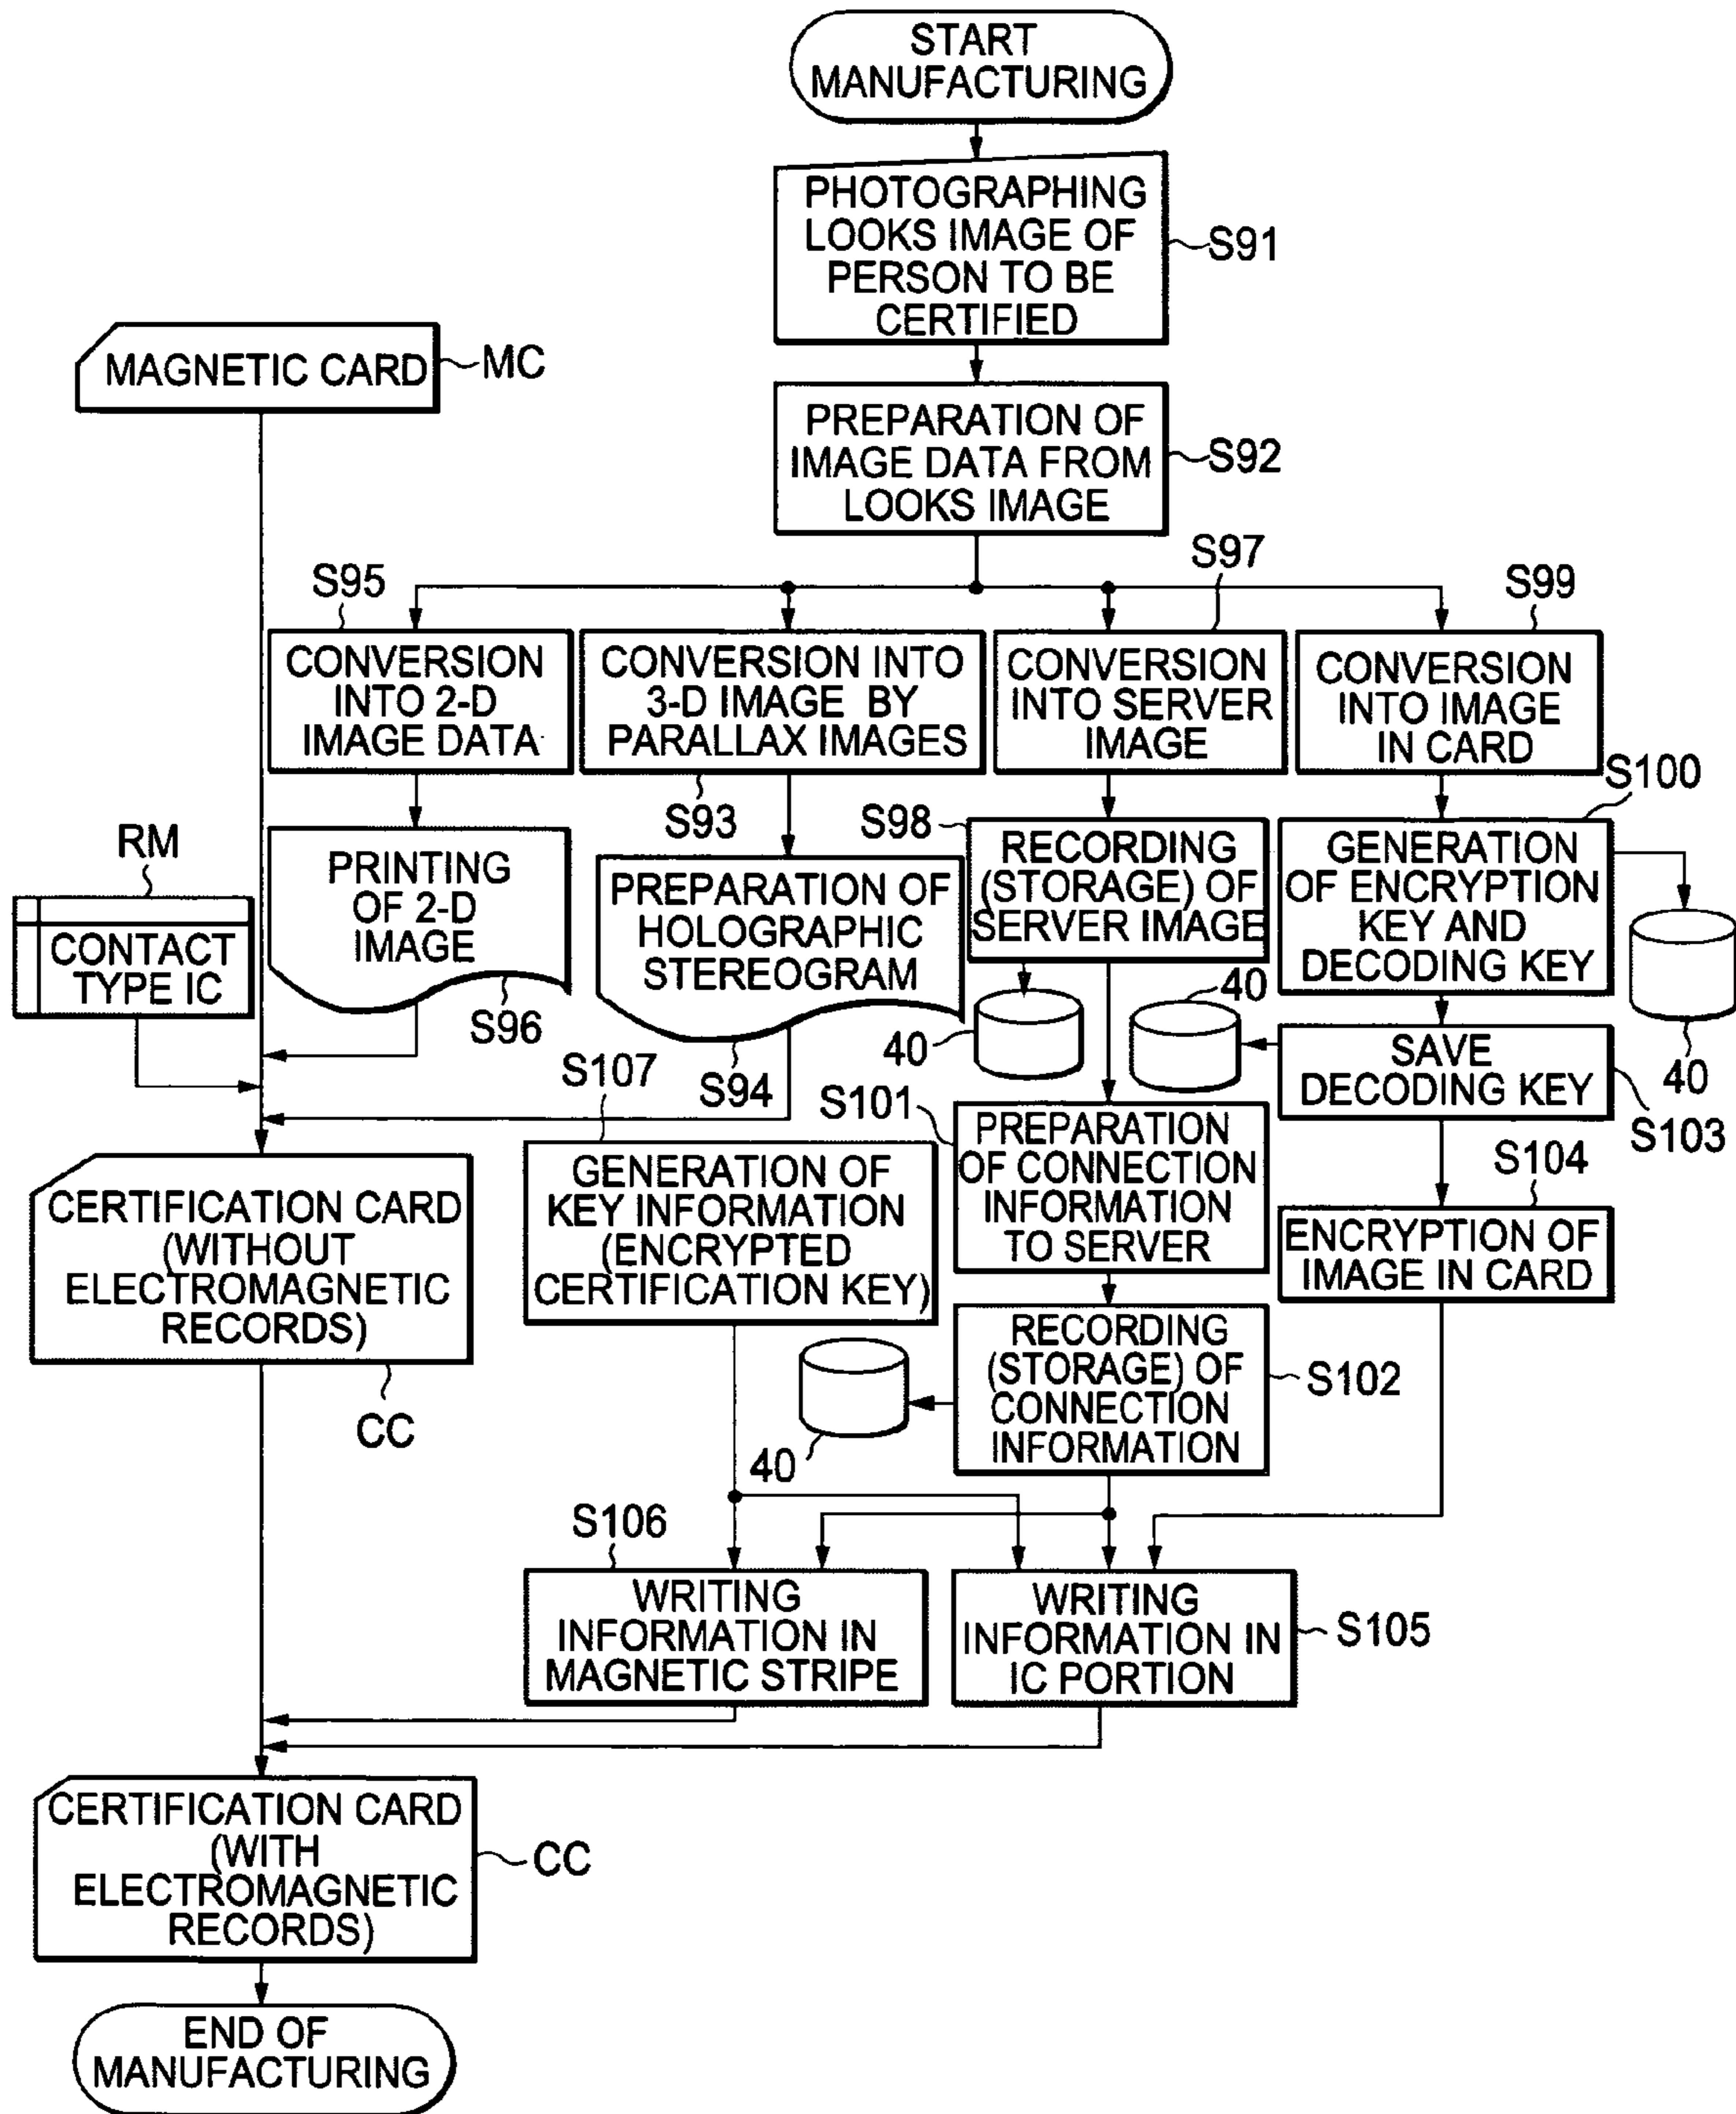 START
MANUFACTURING
PHOTOGRAPHING
LOOKS IMAGE OF
PERSON TO BE
CERTIFIED
S91
MAGNETIC CARD
MC
PREPARATION OF
IMAGE DATA FROM
LOOKS IMAGE
S92
S95
CONVERSION
INTO 2-D
IMAGE DATA
CONVERSION INTO
3-D IMAGE BY
PARALLAX IMAGES
S93
S97
CONVERSION
INTO SERVER
IMAGE
S99
CONVERSION
INTO IMAGE
IN CARD
RM
CONTACT
TYPE IC
PRINTING
OF 2-D
IMAGE
S96
PREPARATION OF
HOLOGRAPHIC
STEREOGRAM
S94
S98
RECORDING
(STORAGE) OF
SERVER IMAGE
40
S100
GENERATION
OF ENCRYPTION
KEY AND
DECODING KEY
40
40
SAVE
DECODING KEY
S103
S107
GENERATION OF
KEY INFORMATION
(ENCRYPTED
CERTIFICATION KEY)
S101
PREPARATION
OF CONNECTION
INFORMATION
TO SERVER
S104
ENCRYPTION OF
IMAGE IN CARD
CERTIFICATION CARD
(WITHOUT
ELECTROMAGNETIC
RECORDS)
CC
RECORDING
(STORAGE) OF
CONNECTION
INFORMATION
S102
40
S106
WRITING
INFORMATION IN
MAGNETIC STRIPE
WRITING
INFORMATION IN
IC PORTION
S105
CERTIFICATION CARD
(WITH
ELECTROMAGNETIC
RECORDS)
CC
END OF
MANUFACTURING